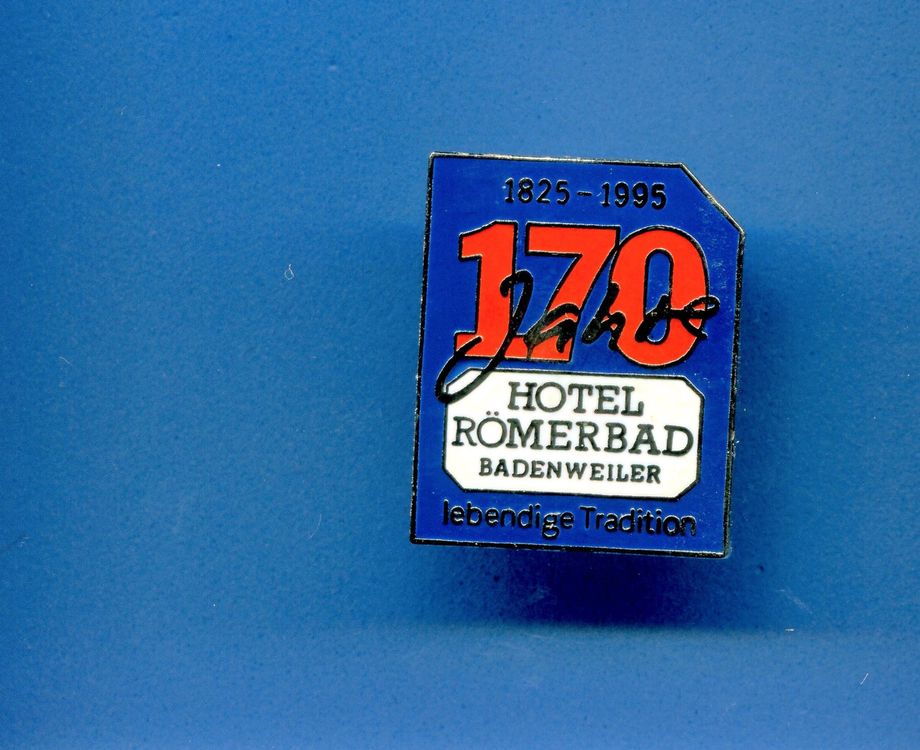 1825-1995
170
Jahre
HOTEL
RÖMERBAD
BADENWEILER
lebendige Tradition